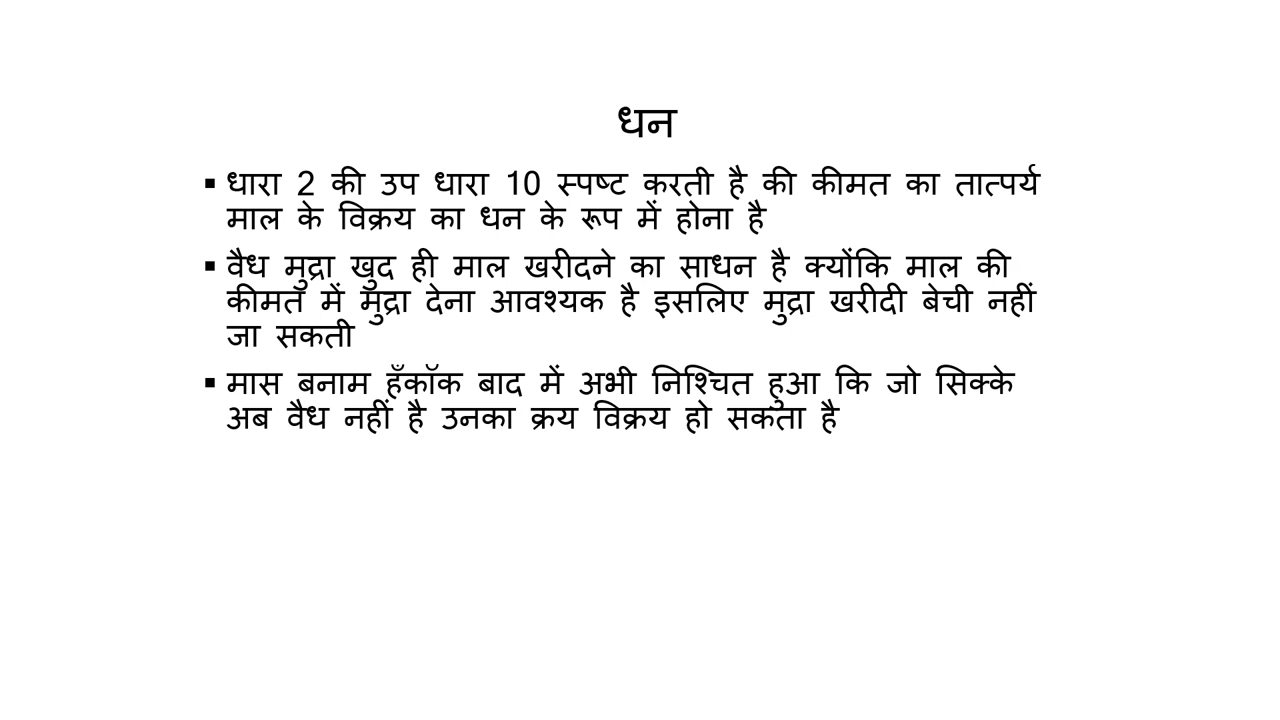 धन
▪ धारा 2 की उप धारा 10 स्पष्ट करती है की कीमत का तात्पर्य
माल के विक्रय का धन के रूप में होना है
▪ वैध मुद्रा खुद ही माल खरीदने का साधन है क्योंकि माल की
कीमत में मुद्रा देना आवश्यक है इसलिए मुद्रा खरीदी बेची नहीं
जा सकती
▪ मास बनाम हँकॉक बाद में अभी निश्चित हुआ कि जो सिक्के
अब वैध नहीं है उनका क्रय विक्रय हो सकता है